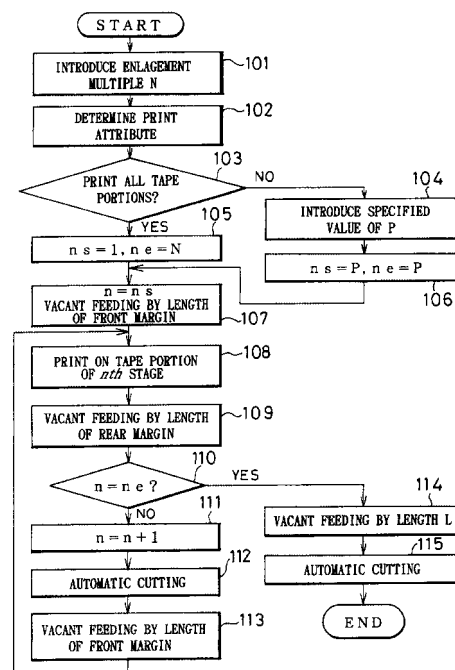 START
INTRODUCE ENLAGEMENT
MULTIPLE N
101
DETERMINE PRINT
ATTRIBUTE
102
103
PRINT ALL TAPE
PORTIONS?
NO
YES
104
INTRODUCE SPECIFIED
VALUE OF P
105
ns=1, ne=N
ns=P, ne=P
106
n=ns
VACANT FEEDING BY LENGTH
OF FRONT MARGIN
107
PRINT ON TAPE PORTION
OF nth STAGE
108
VACANT FEEDING BY LENGTH
OF REAR MARGIN
109
110
n=ne?
YES
NO
111
n=n+1
112
AUTOMATIC CUTTING
113
VACANT FEEDING BY LENGTH
OF FRONT MARGIN
114
VACANT FEEDING BY LENGTH L
115
AUTOMATIC CUTTING
END